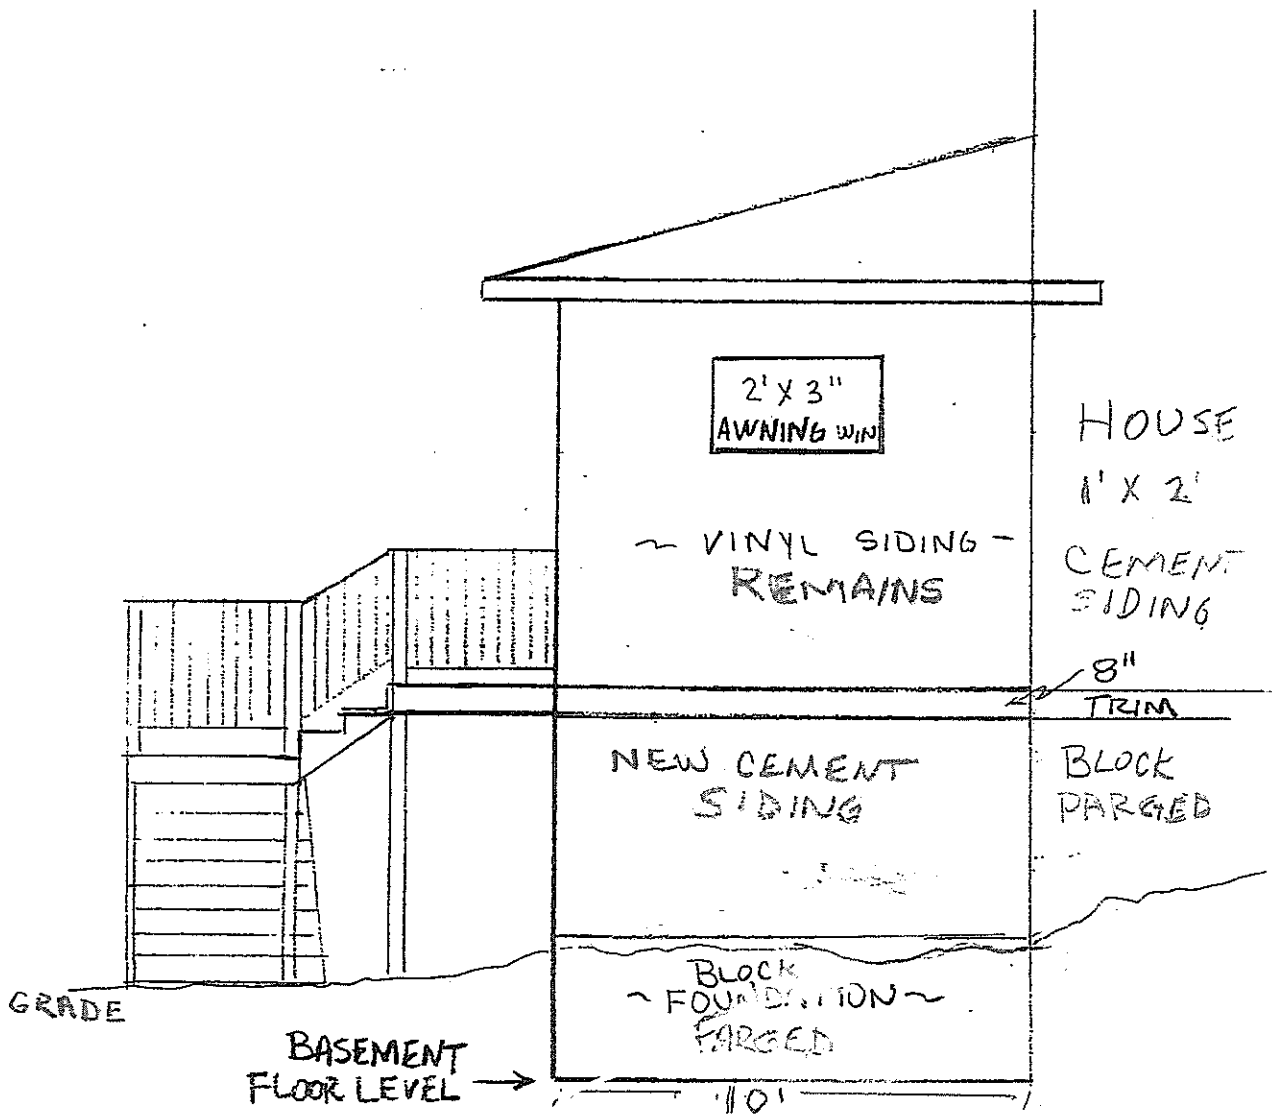 2' X 3"
AWNING WIN
HOUSE
1' X 2'
CEMENT
SIDING
~ VINYL SIDING -
REMAINS
8"
TRIM
NEW CEMENT
SIDING
BLOCK
PARGED
BLOCK
~ FOUNDATION ~
PARGED
GRADE
BASEMENT
FLOOR LEVEL →
10'